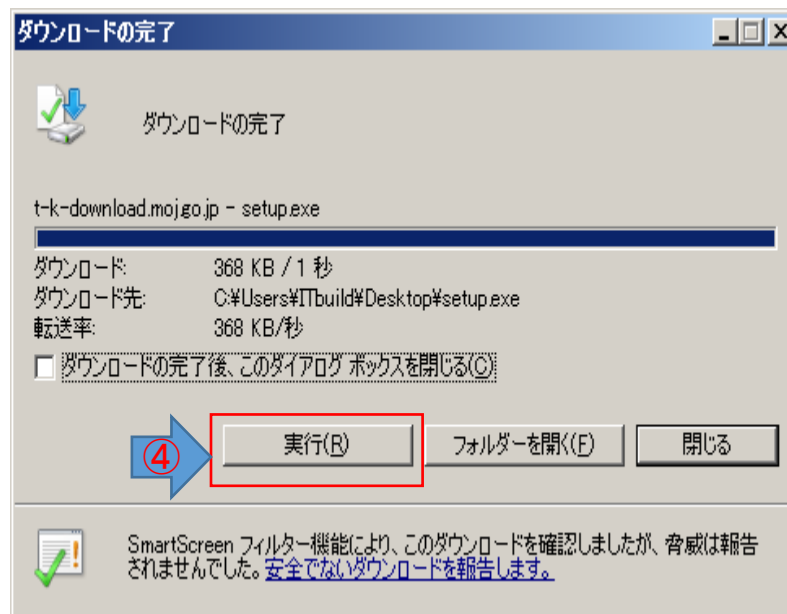 ダウンロードの完了
ダウンロードの完了
t-k-download.moj.go.jp - setup.exe
ダウンロード: 368 KB / 1 秒
ダウンロード先: C:¥Users¥ITbuild¥Desktop¥setup.exe
転送率: 368 KB/秒
ダウンロードの完了後、このダイアログ ボックスを閉じる(C)
④ 実行(R) フォルダーを開く(F) 閉じる
SmartScreen フィルター機能により、このダウンロードを確認しましたが、脅威は報告
されませんでした。安全でないダウンロードを報告します。